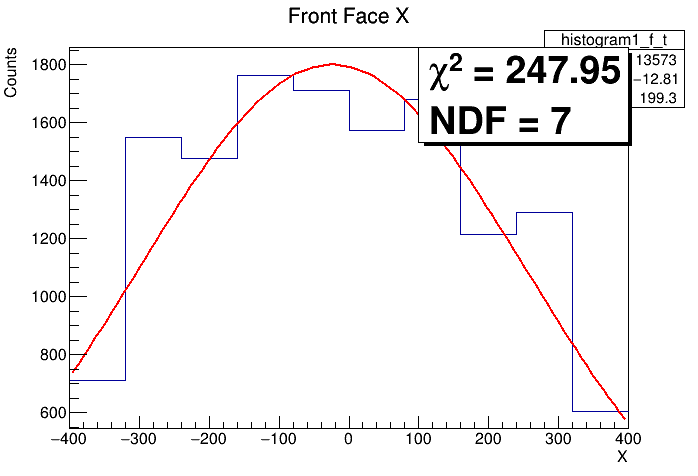 Front Face X
histogram1_f_t
13573
−12.81
199.3
χ² = 247.95
NDF = 7
Counts
1800
1600
1400
1200
1000
800
600
−400 −300 −200 −100 0 100 200 300 400
X